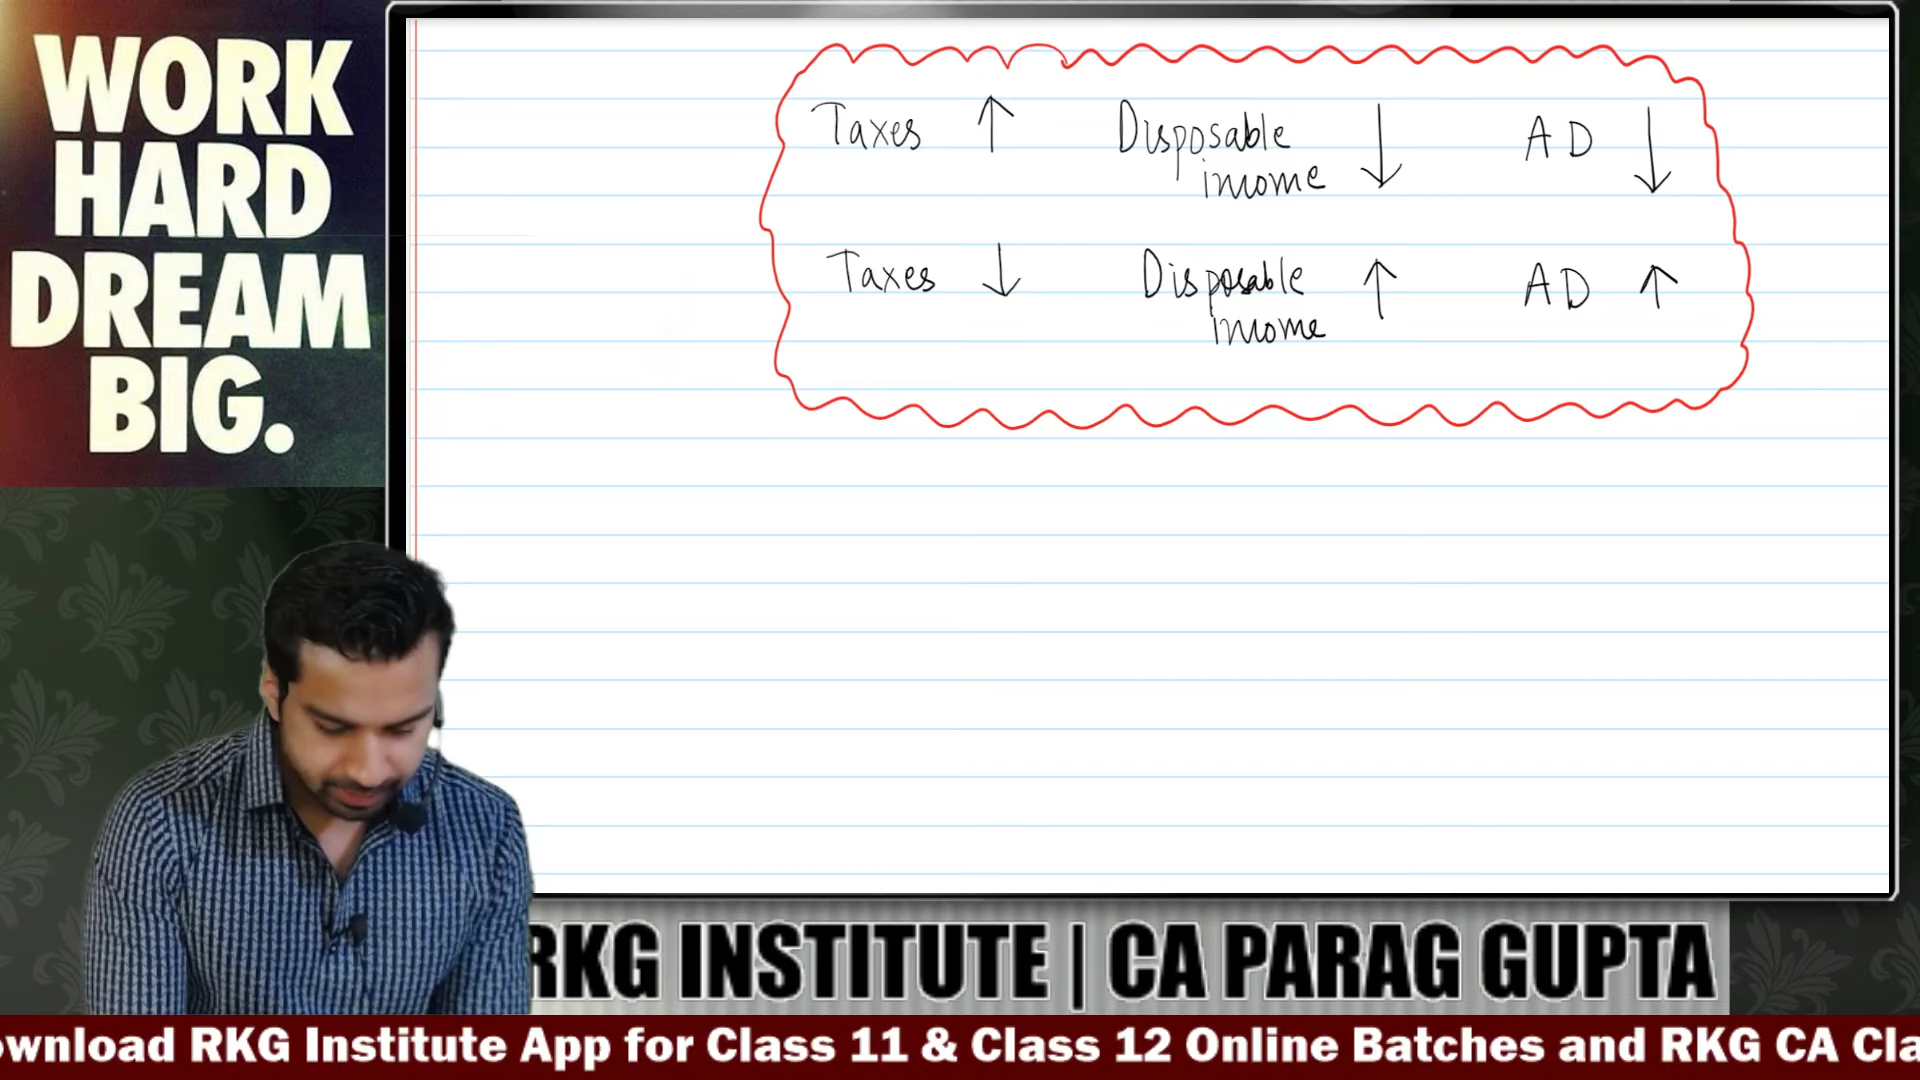 WORK
HARD
DREAM
BIG.
Taxes ↑ Disposable income ↓ AD ↓
Taxes ↓ Disposable income ↑ AD ↑
RKG INSTITUTE | CA PARAG GUPTA
ownload RKG Institute App for Class 11 & Class 12 Online Batches and RKG CA Cla